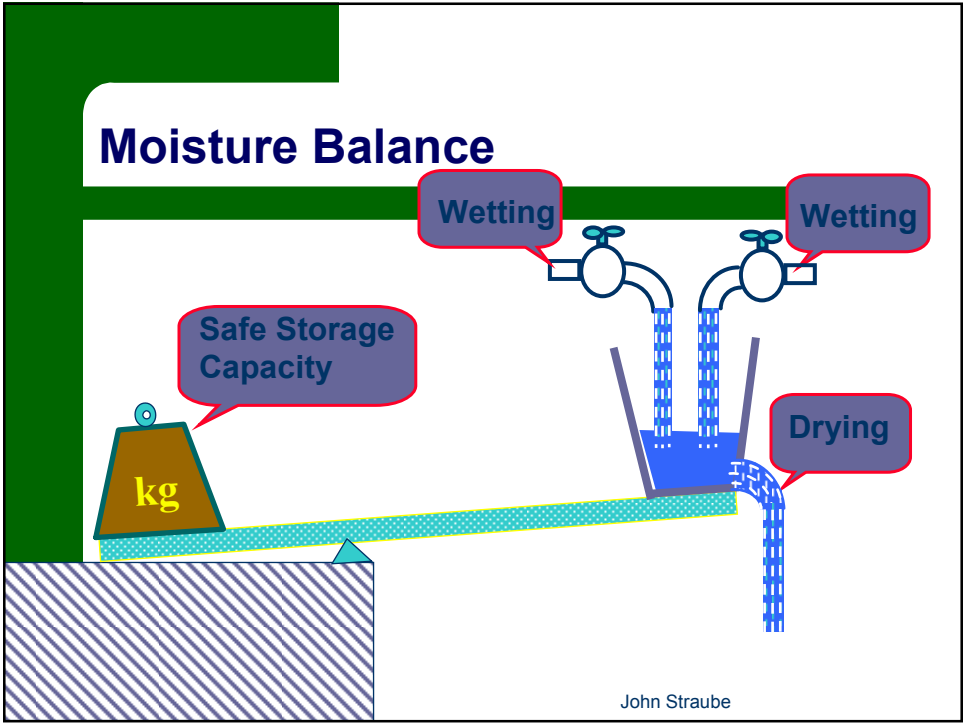 Moisture Balance
Wetting
Wetting
Safe Storage
Capacity
Drying
kg
John Straube